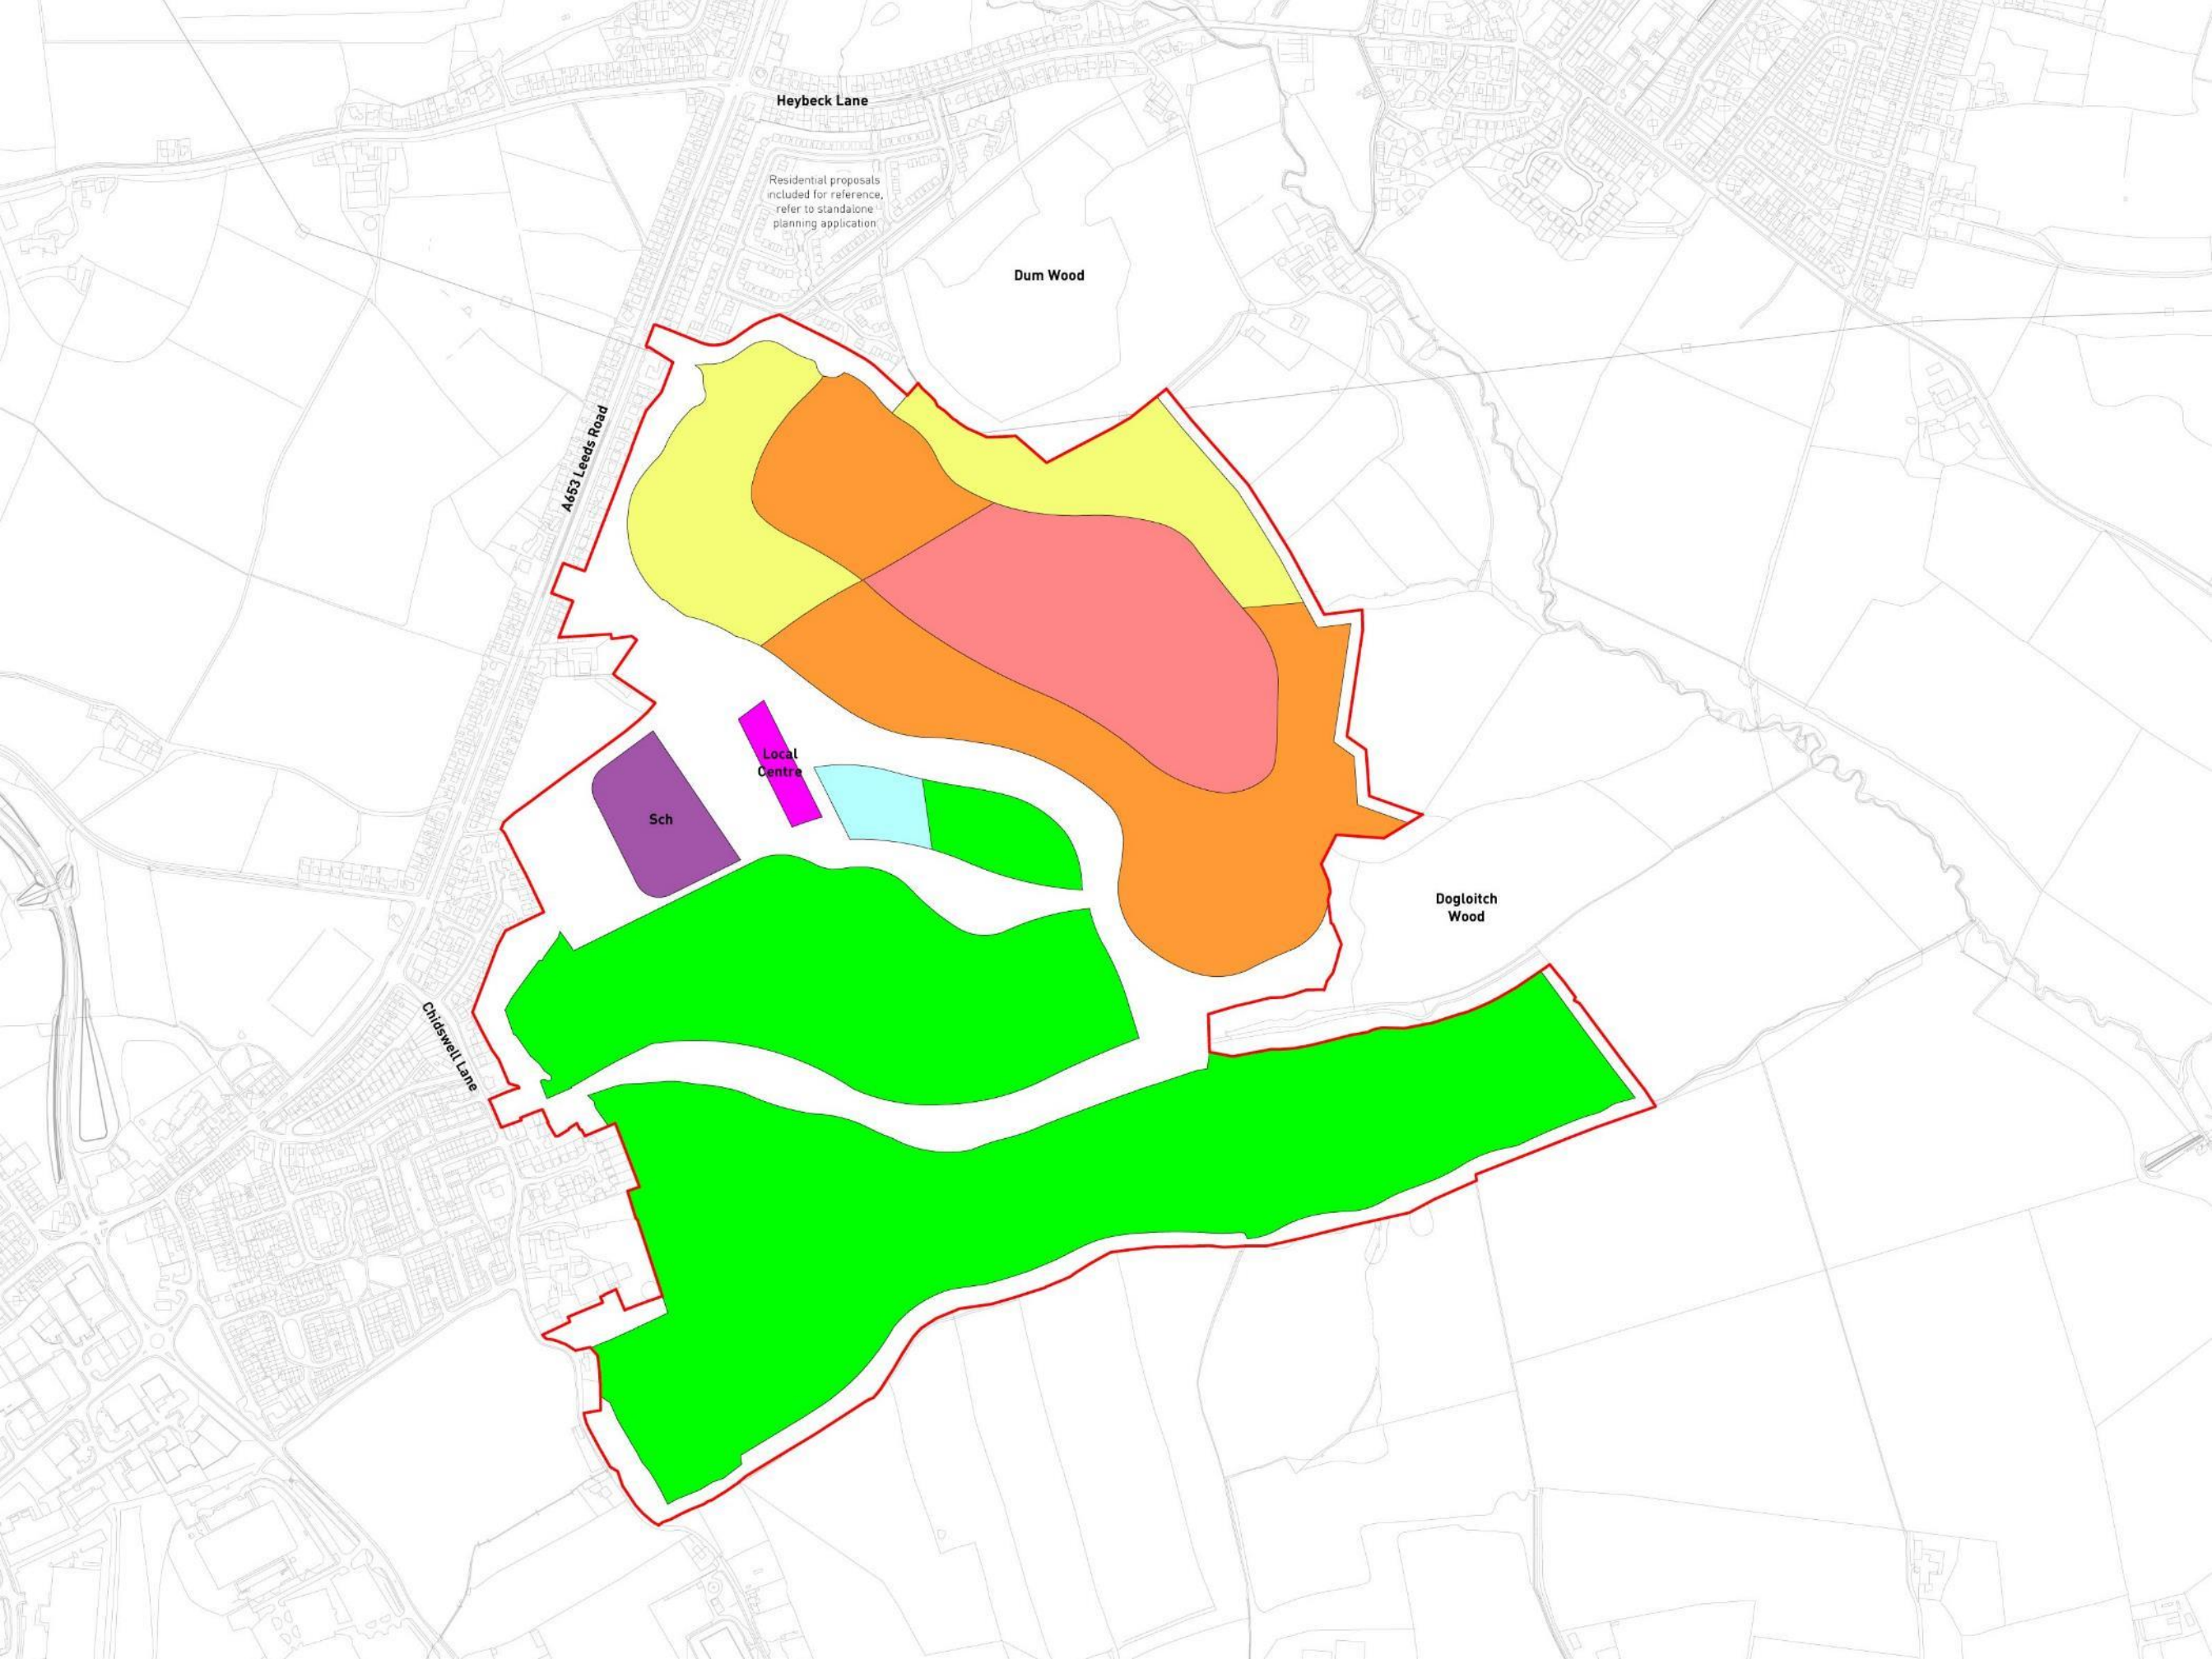 Heybeck Lane
Residential proposals
included for reference,
refer to standalone
planning application
Dum Wood
A653 Leeds Road
Local
Centre
Sch
Dogloitch
Wood
Chidswell Lane